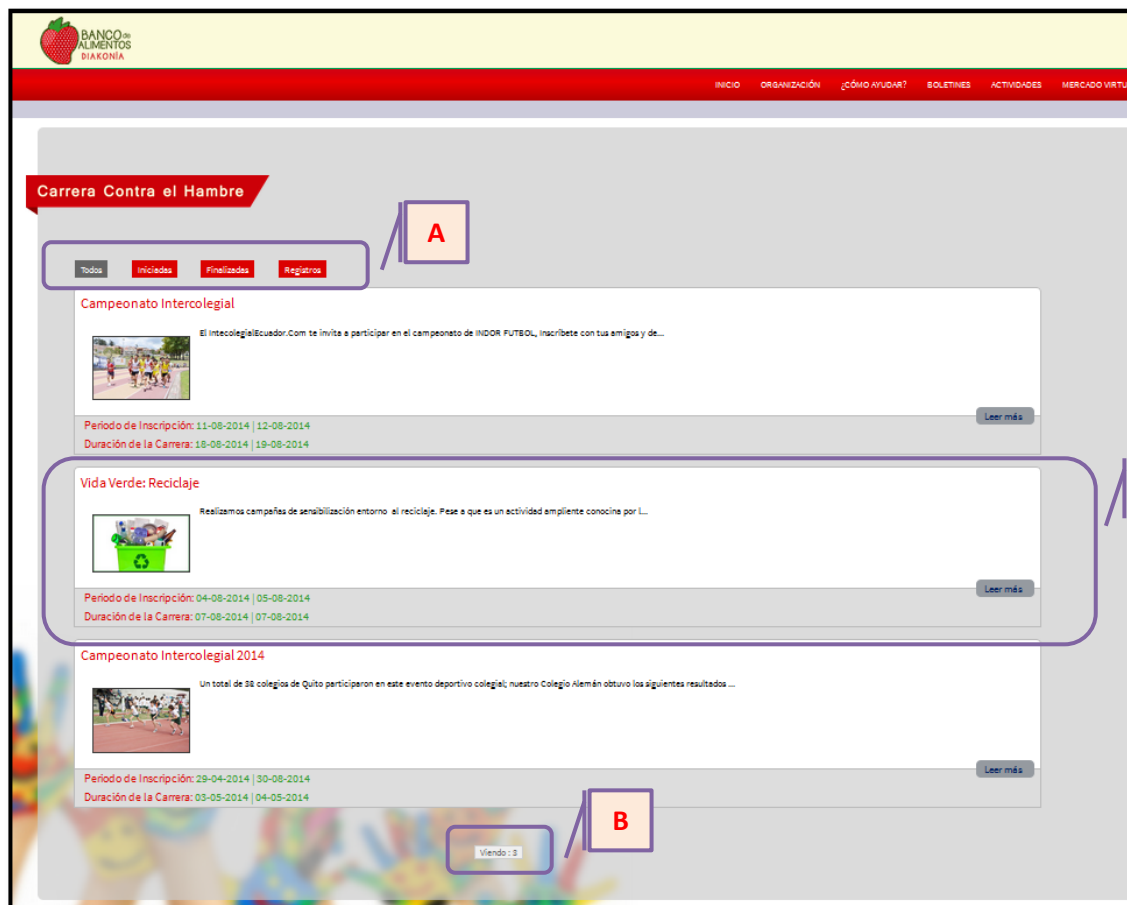 BANCO de
ALIMENTOS
DIAKONÍA
INICIO ORGANIZACIÓN ¿CÓMO AYUDAR? BOLETINES ACTIVIDADES MERCADO VIRTU
Carrera Contra el Hambre
A
Todos Iniciadas Finalizadas Registros
Campeonato Intercolegial
El IntecolegialEcuador.Com te invita a participar en el campeonato de INDOR FUTBOL, Inscríbete con tus amigos y de...
Leer más
Periodo de Inscripción: 11-08-2014 | 12-08-2014
Duración de la Carrera: 18-08-2014 | 19-08-2014
Vida Verde: Reciclaje
Realizamos campañas de sensibilización entorno al reciclaje. Pese a que es un actividad ampliente conocina por l...
Leer más
Periodo de Inscripción: 04-08-2014 | 05-08-2014
Duración de la Carrera: 07-08-2014 | 07-08-2014
Campeonato Intercolegial 2014
Un total de 38 colegios de Quito participaron en este evento deportivo colegial; nuestro Colegio Alemán obtuvo los siguientes resultados ...
Leer más
Periodo de Inscripción: 29-04-2014 | 30-08-2014
Duración de la Carrera: 03-05-2014 | 04-05-2014
B
Viendo : 3